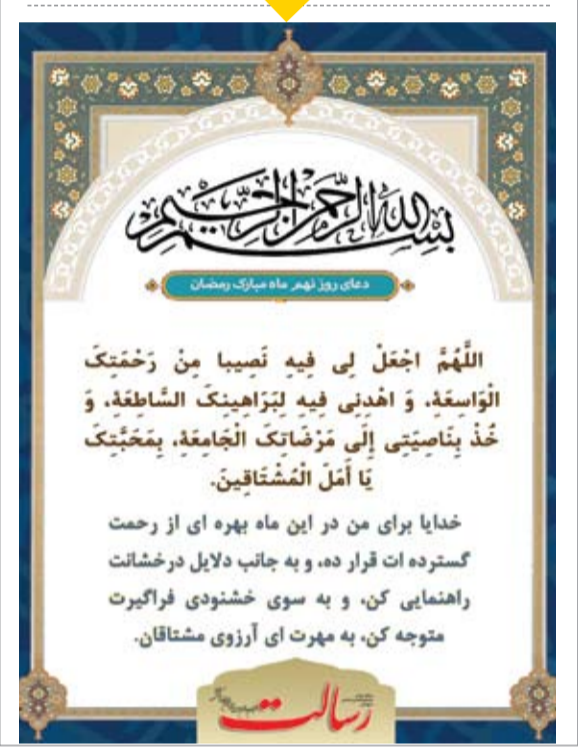 بسم الله الرحمن الرحیم
دعای روز نهم ماه مبارک رمضان
اللَّهُمَّ اجْعَلْ لِی فِیهِ نَصِیبا مِنْ رَحْمَتِکَ
الْوَاسِعَةِ، وَ اهْدِنِی فِیهِ لِبَرَاهِینِکَ السَّاطِعَةِ، وَ
خُذْ بِنَاصِیَتِی إِلَی مَرْضَاتِکَ الْجَامِعَةِ، بِمَحَبَّتِکَ
یَا أَمَلَ الْمُشْتَاقِینَ.
خدایا برای من در این ماه بهره ای از رحمت
گسترده ات قرار ده، و به جانب دلایل درخشانت
راهنمایی کن، و به سوی خشنودی فراگیرت
متوجه کن، به مهرت ای آرزوی مشتاقان.
رسالت